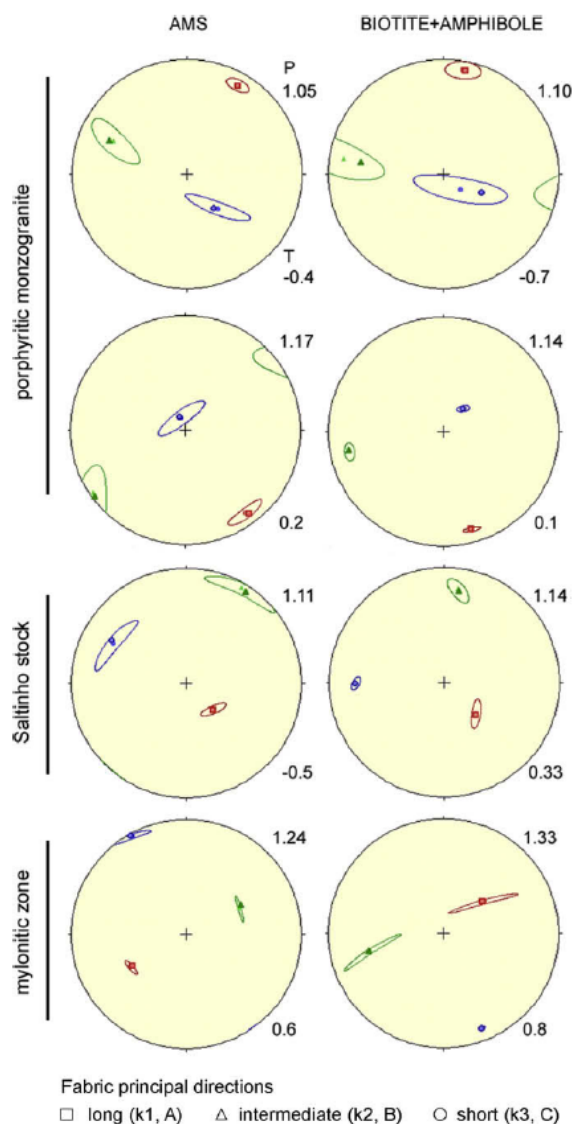 AMS BIOTITE+AMPHIBOLE
P
1.05 1.10
T
-0.4 -0.7
porphyritic monzogranite
1.17 1.14
0.2 0.1
Saltinho stock
1.11 1.14
-0.5 0.33
mylonitic zone
1.24 1.33
0.6 0.8
Fabric principal directions
long (k1, A) intermediate (k2, B) short (k3, C)